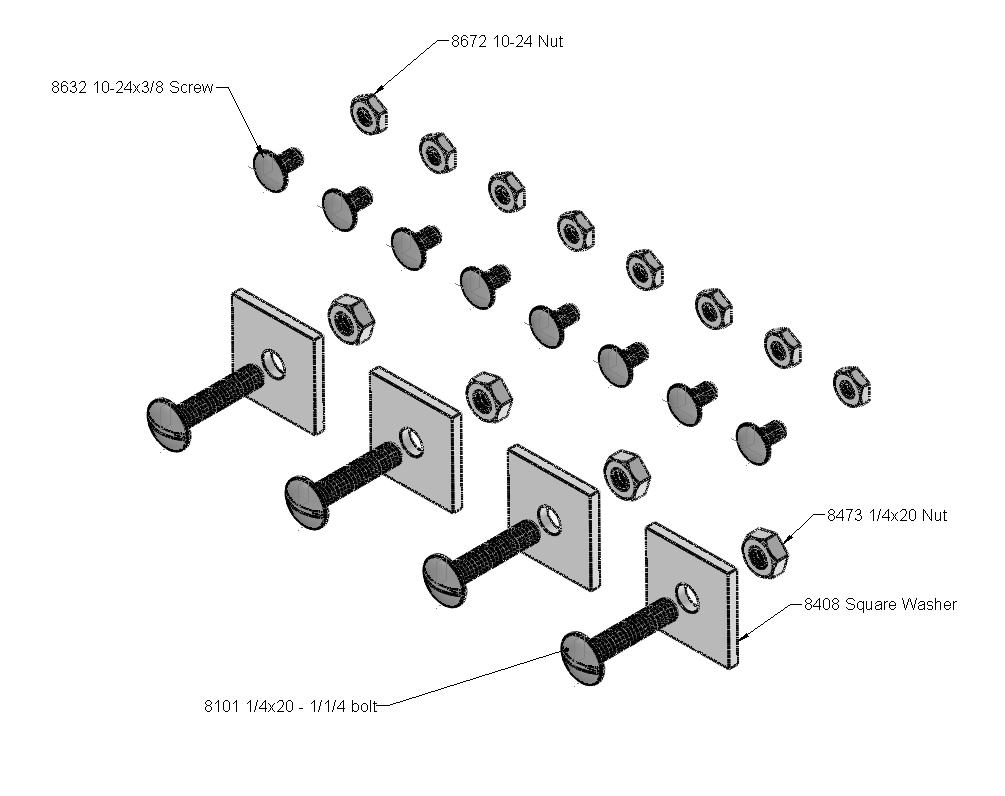 8672 10-24 Nut
8632 10-24x3/8 Screw
8473 1/4x20 Nut
8408 Square Washer
8101 1/4x20 - 1/1/4 bolt